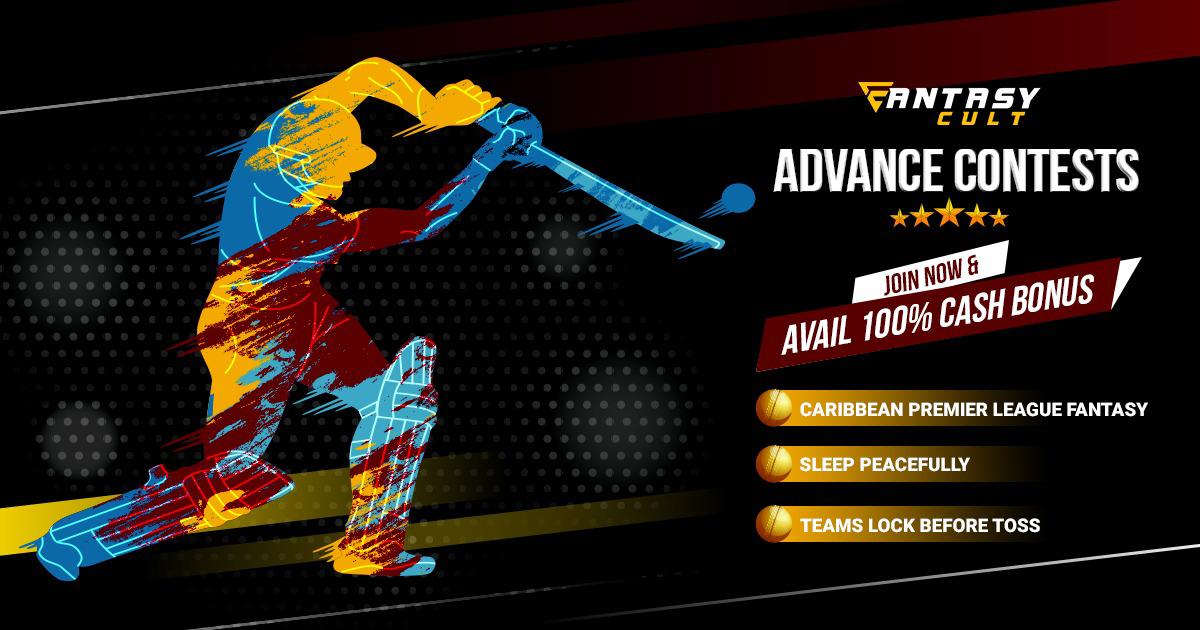 FANTASY
CULT
ADVANCE CONTESTS
JOIN NOW &
AVAIL 100% CASH BONUS
CARIBBEAN PREMIER LEAGUE FANTASY
SLEEP PEACEFULLY
TEAMS LOCK BEFORE TOSS